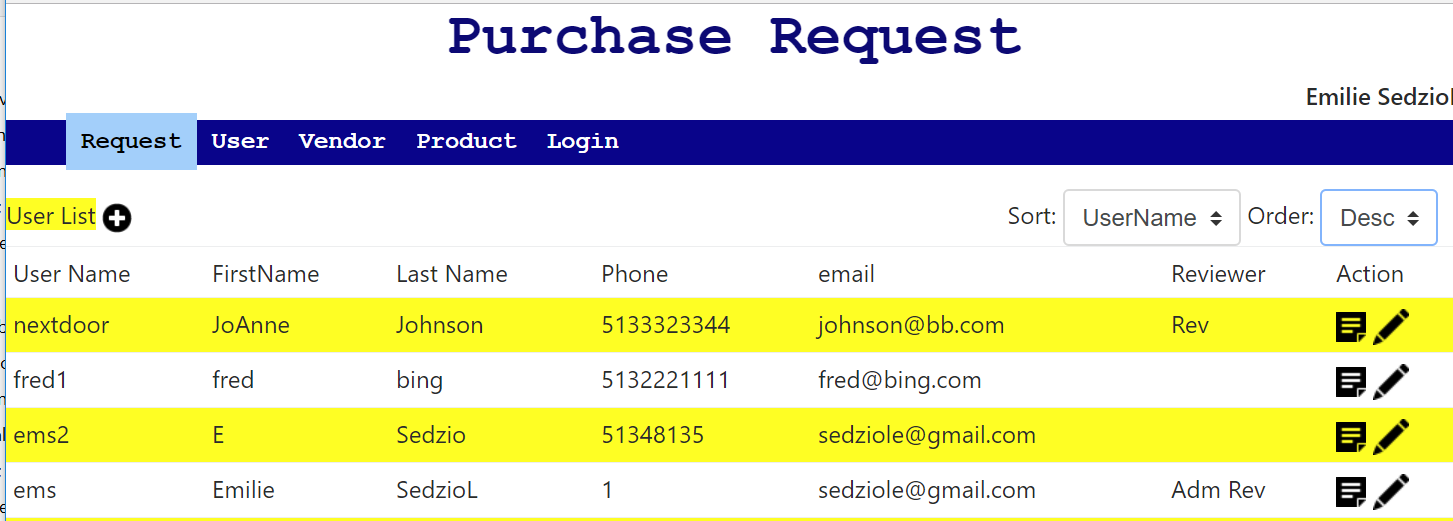 Purchase Request
Emilie Sedziol
Request User Vendor Product Login
User List Sort: UserName Order: Desc
User Name FirstName Last Name Phone email Reviewer Action
nextdoor JoAnne Johnson 5133323344 johnson@bb.com Rev
fred1 fred bing 5132221111 fred@bing.com
ems2 E Sedzio 51348135 sedziole@gmail.com
ems Emilie SedzioL 1 sedziole@gmail.com Adm Rev